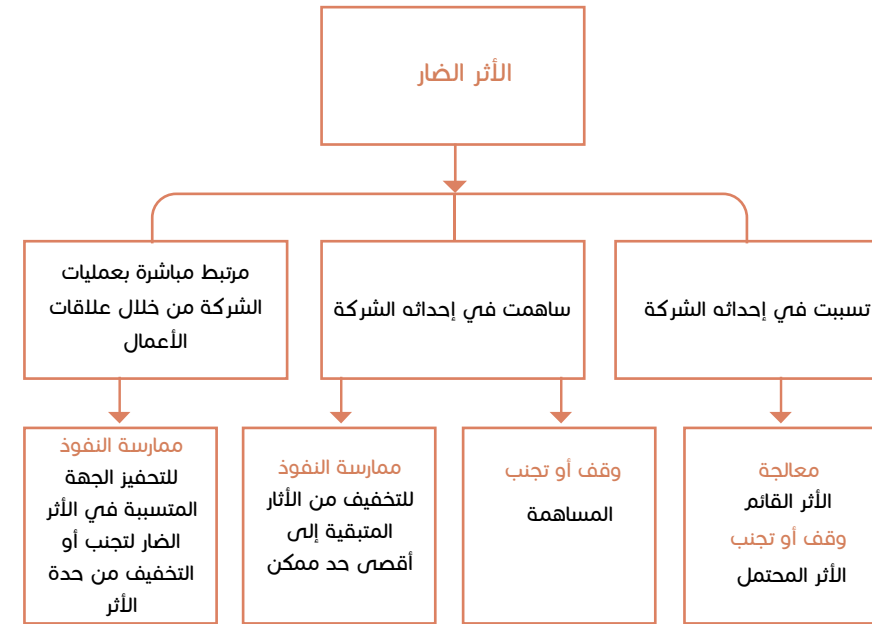 الأثر الضار
تسببت في إحداثه الشركة
ساهمت في إحداثه الشركة
مرتبط مباشرة بعمليات
الشركة من خلال علاقات
الأعمال
معالجة
الأثر القائم
وقف أو تجنب
الأثر المحتمل
وقف أو تجنب
المساهمة
ممارسة النفوذ
للتخفيف من الأثار
المتبقية إلى
أقصى حد ممكن
ممارسة النفوذ
للتحفيز الجهة
المتسببة في الأثر
الضار لتجنب أو
التخفيف من حدة
الأثر